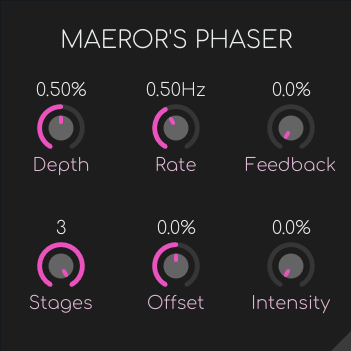 MAEROR'S PHASER
0.50% 0.50Hz 0.0%
Depth Rate Feedback
3 0.0% 0.0%
Stages Offset Intensity